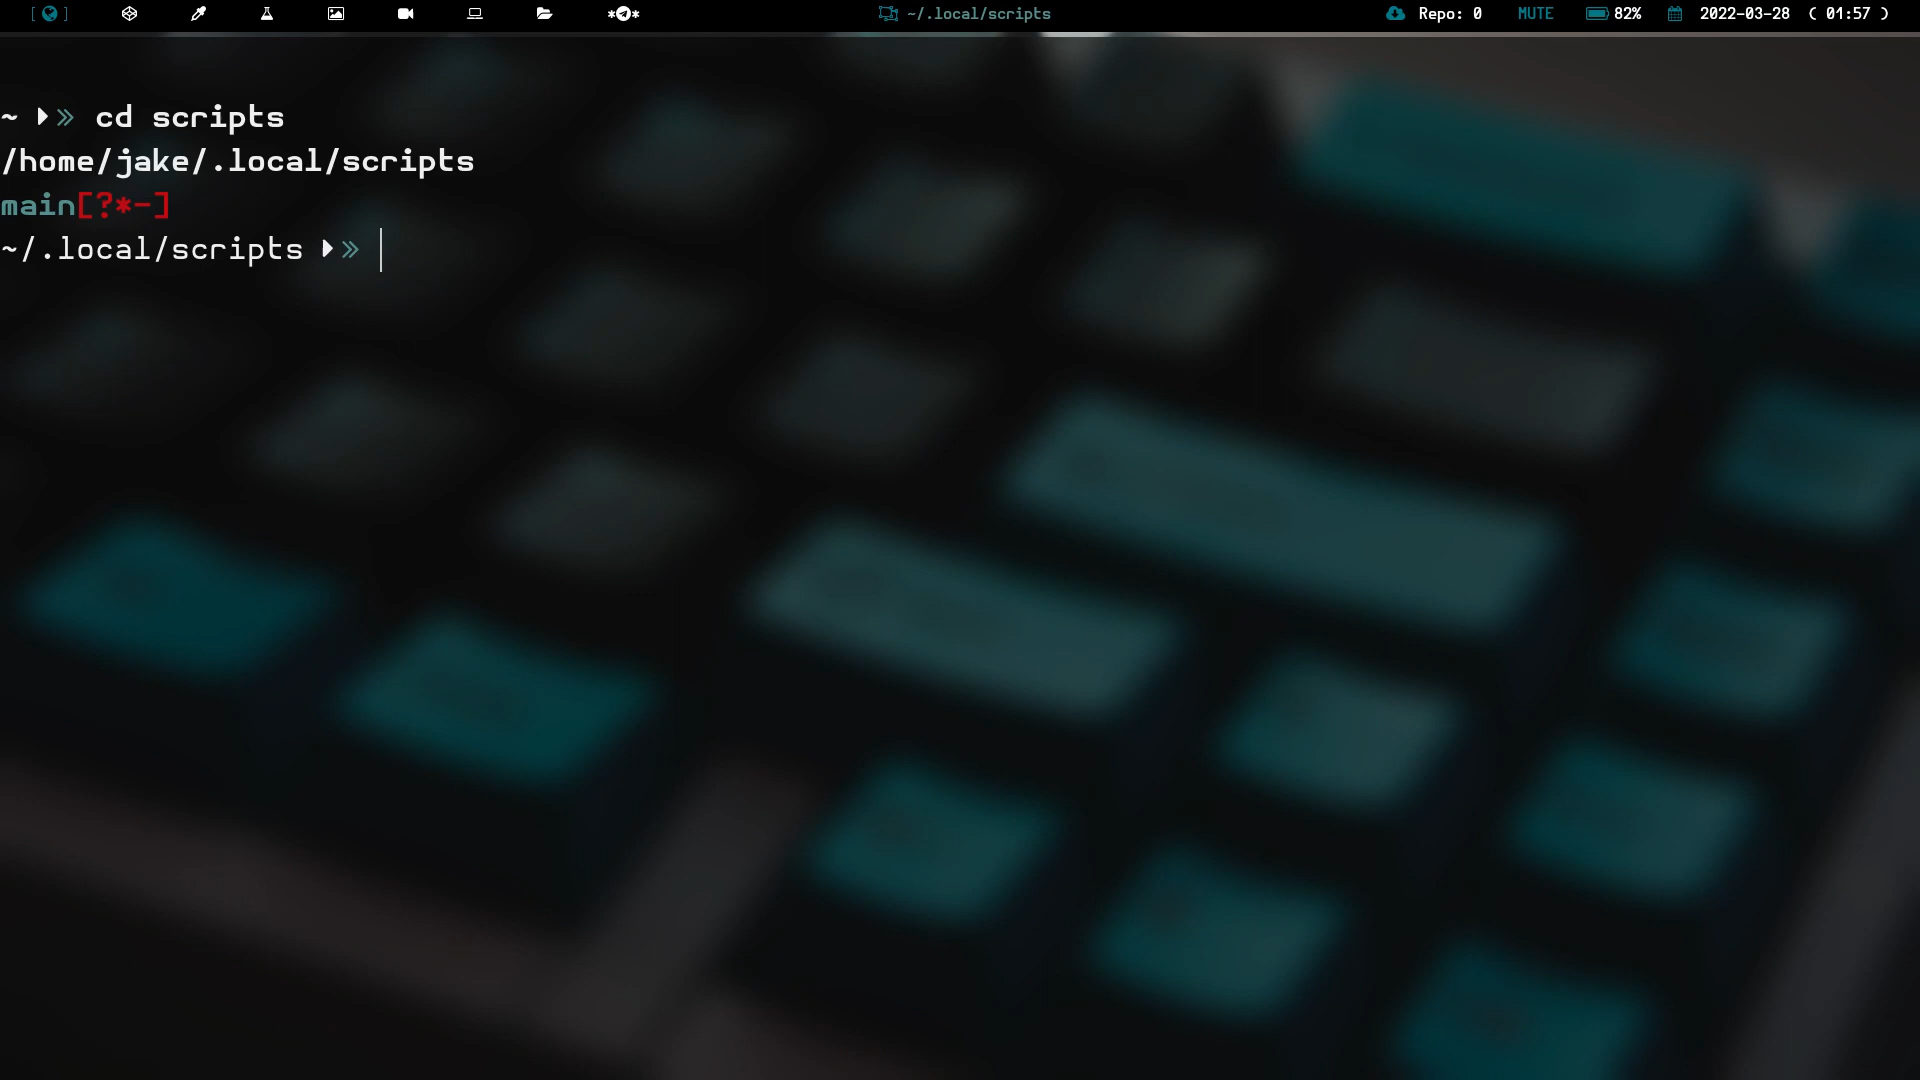 [ ] * * ~/.local/scripts Repo: 0 MUTE 82% 2022-03-28 ( 01:57 )
~ cd scripts
/home/jake/.local/scripts
main[?*-]
~/.local/scripts